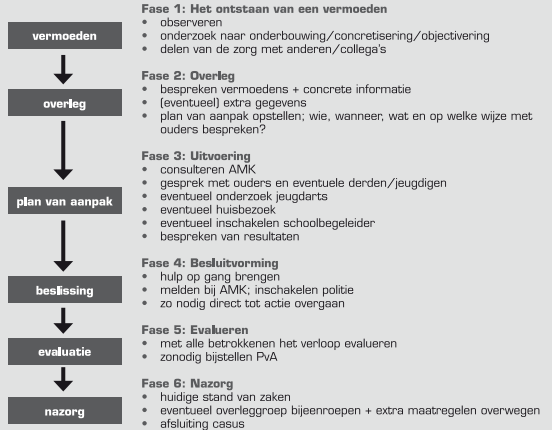 Fase 1: Het ontstaan van een vermoeden
vermoeden
• observeren
• onderzoek naar onderbouwing/concretisering/objectivering
• delen van de zorg met anderen/collega's
Fase 2: Overleg
overleg
• bespreken vermoedens + concrete informatie
• (eventueel) extra gegevens
• plan van aanpak opstellen; wie, wanneer, wat en op welke wijze met
ouders bespreken?
Fase 3: Uitvoering
plan van aanpak
• consulteren AMK
• gesprek met ouders en eventuele derden/jeugdigen
• eventueel onderzoek jeugdarts
• eventueel huisbezoek
• eventueel inschakelen schoolbegeleider
• bespreken van resultaten
Fase 4: Besluitvorming
beslissing
• hulp op gang brengen
• melden bij AMK; inschakelen politie
• zo nodig direct tot actie overgaan
Fase 5: Evalueren
evaluatie
• met alle betrokkenen het verloop evalueren
• zonodig bijstellen PvA
Fase 6: Nazorg
nazorg
• huidige stand van zaken
• eventueel overleggroep bijeenroepen + extra maatregelen overwegen
• afsluiting casus